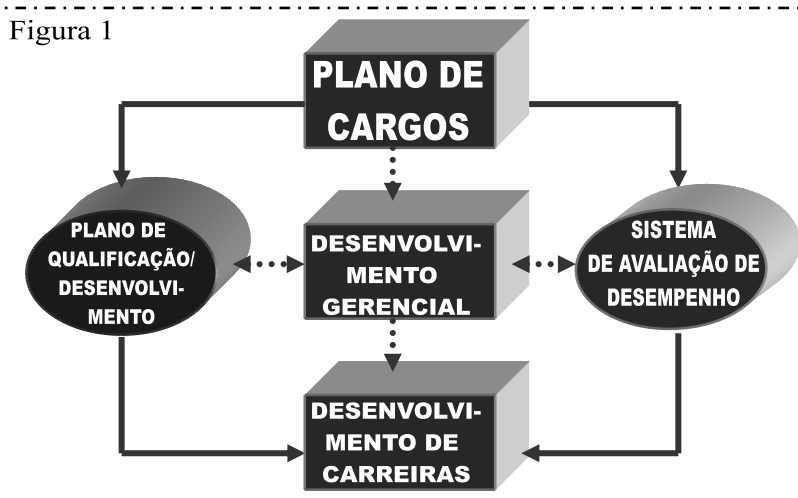 Figura 1
PLANO DE
CARGOS
PLANO DE
QUALIFICAÇÃO/
DESENVOLVI-
MENTO
DESENVOLVI-
MENTO
GERENCIAL
SISTEMA
DE AVALIAÇÃO DE
DESEMPENHO
DESENVOLVI-
MENTO DE
CARREIRAS